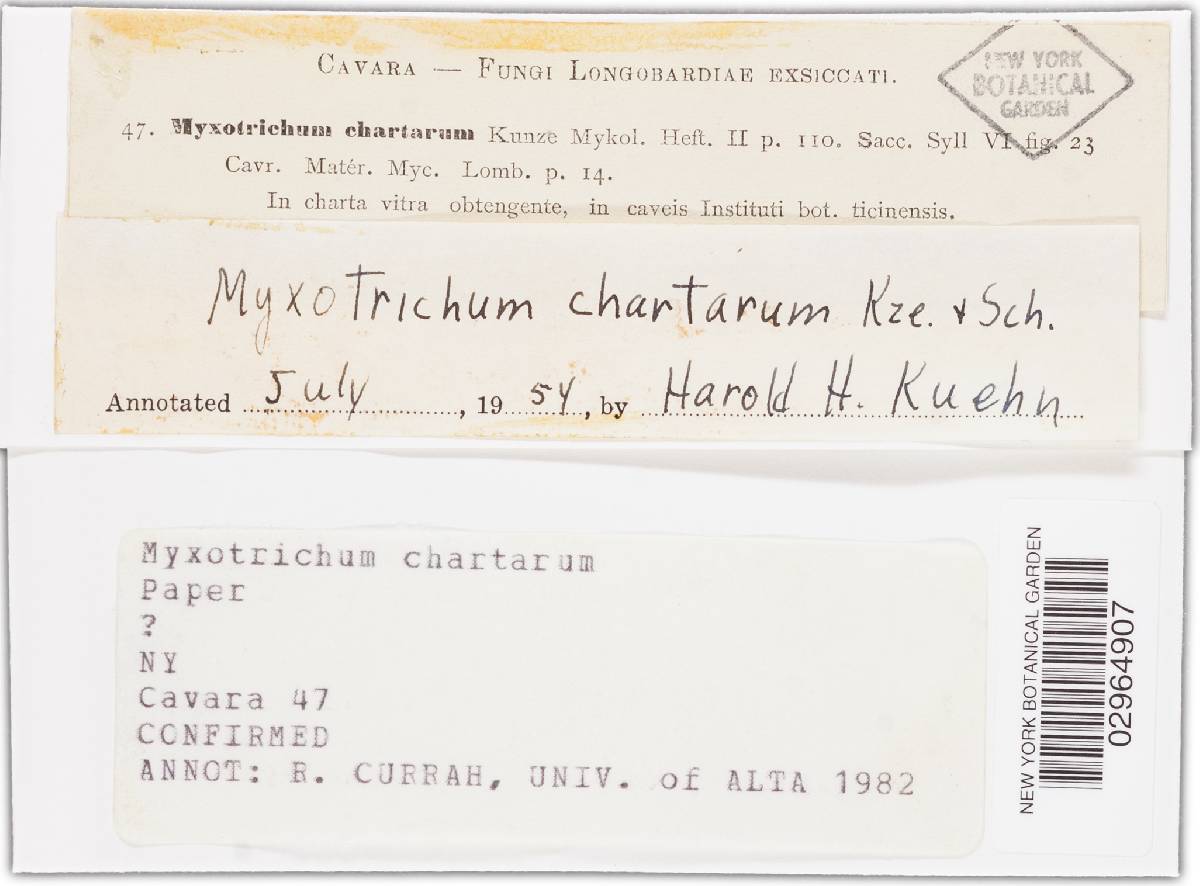 CAVARA — FUNGI LONGOBARDIAE EXSICCATI.
NEW YORK
BOTANICAL
GARDEN
47. Myxotrichum chartarum Kunze Mykol. Heft. II p. 110. Sacc. Syll VI fig. 23
Cavr. Matér. Myc. Lomb. p. 14.
In charta vitra obtengente, in caveis Instituti bot. ticinensis.
Myxotrichum chartarum Kze. & Sch.
Annotated July, 1954, by Harold H. Kuehn
Myxotrichum chartarum
Paper
?
NY
Cavara 47
CONFIRMED
ANNOT: R. CURRAH, UNIV. of ALTA 1982
NEW YORK BOTANICAL GARDEN
02964907